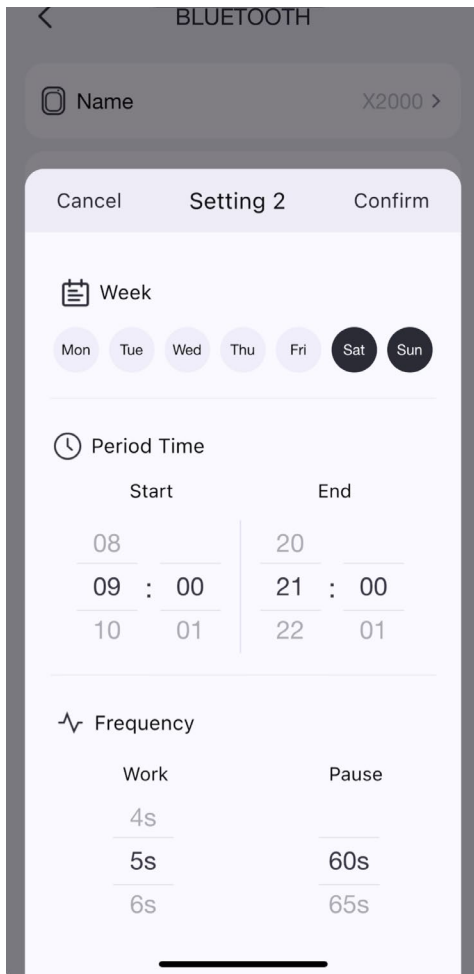 BLUETOOTH
Name X2000 >
Cancel Setting 2 Confirm
Week
Mon Tue Wed Thu Fri Sat Sun
Period Time
Start End
08 20
09 : 00 21 : 00
10 01 22 01
Frequency
Work Pause
4s
5s 60s
6s 65s